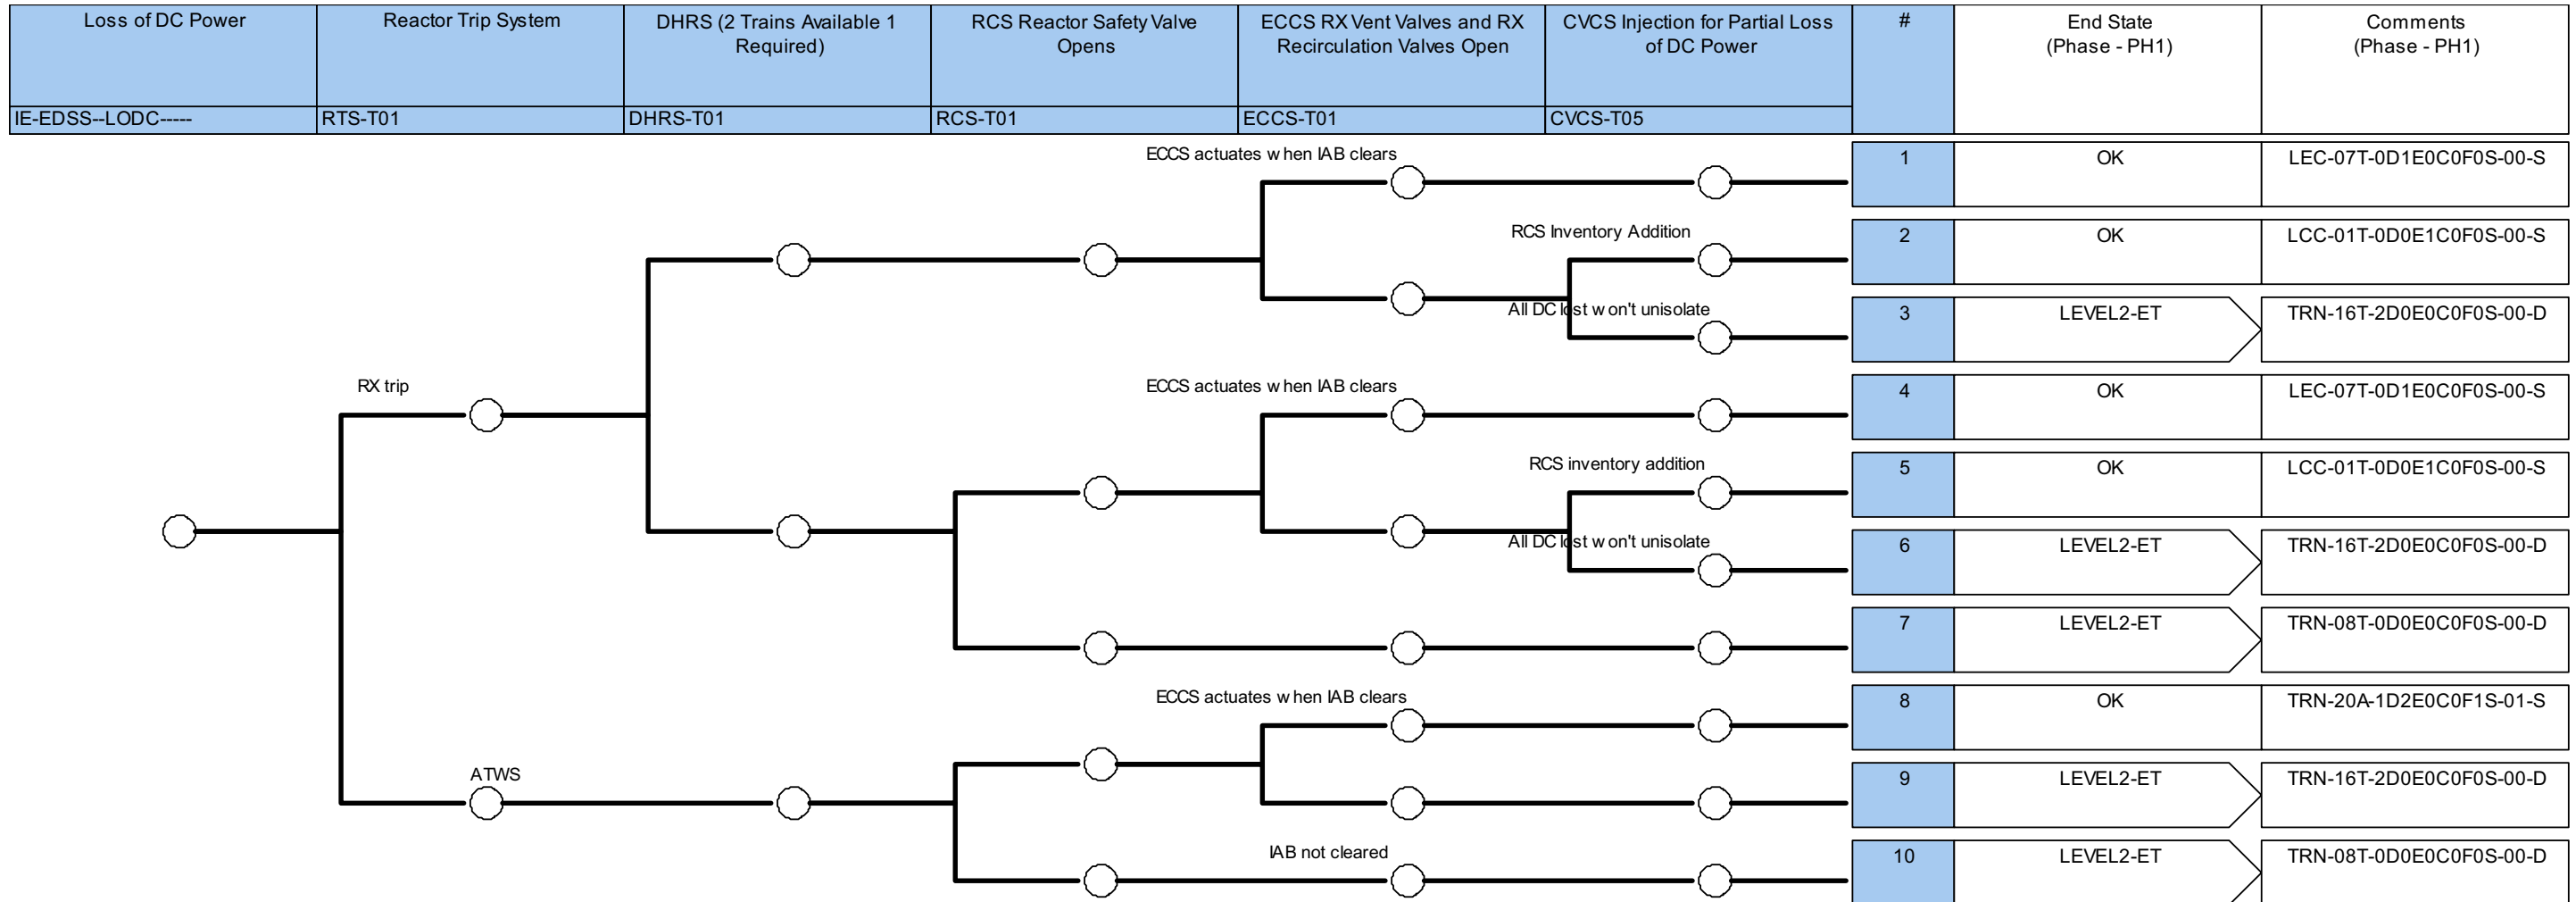 Loss of DC Power
Reactor Trip System
DHRS (2 Trains Available 1
Required)
RCS Reactor Safety Valve
Opens
ECCS RX Vent Valves and RX
Recirculation Valves Open
CVCS Injection for Partial Loss
of DC Power
#
End State
(Phase - PH1)
Comments
(Phase - PH1)
IE-EDSS--LODC-----
RTS-T01
DHRS-T01
RCS-T01
ECCS-T01
CVCS-T05
ECCS actuates when IAB clears
1
OK
LEC-07T-0D1E0C0F0S-00-S
RCS Inventory Addition
2
OK
LCC-01T-0D0E1C0F0S-00-S
All DC lost won't unisolate
3
LEVEL2-ET
TRN-16T-2D0E0C0F0S-00-D
RX trip
ECCS actuates when IAB clears
4
OK
LEC-07T-0D1E0C0F0S-00-S
RCS inventory addition
5
OK
LCC-01T-0D0E1C0F0S-00-S
All DC lost won't unisolate
6
LEVEL2-ET
TRN-16T-2D0E0C0F0S-00-D
7
LEVEL2-ET
TRN-08T-0D0E0C0F0S-00-D
ECCS actuates when IAB clears
8
OK
TRN-20A-1D2E0C0F1S-01-S
ATWS
9
LEVEL2-ET
TRN-16T-2D0E0C0F0S-00-D
IAB not cleared
10
LEVEL2-ET
TRN-08T-0D0E0C0F0S-00-D